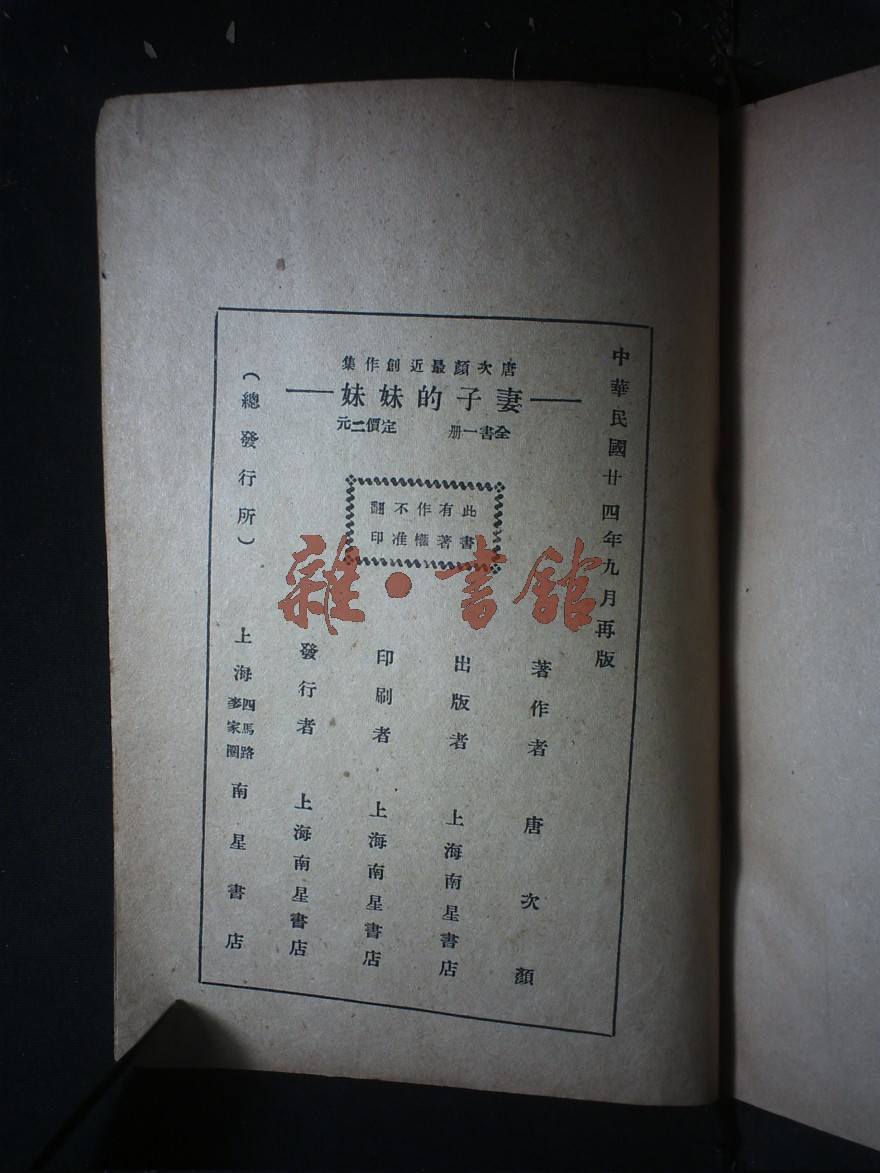 中華民國廿四年九月再版
唐次顏最近創作集
妻子的妹妹
全書一册 定價二元
此書有著作權不准翻印
著作者 唐次顏
出版者 上海南星書店
印刷者 上海南星書店
發行者 上海南星書店
（總發行所） 上海四馬路麥家圈南星書店
雜·書館